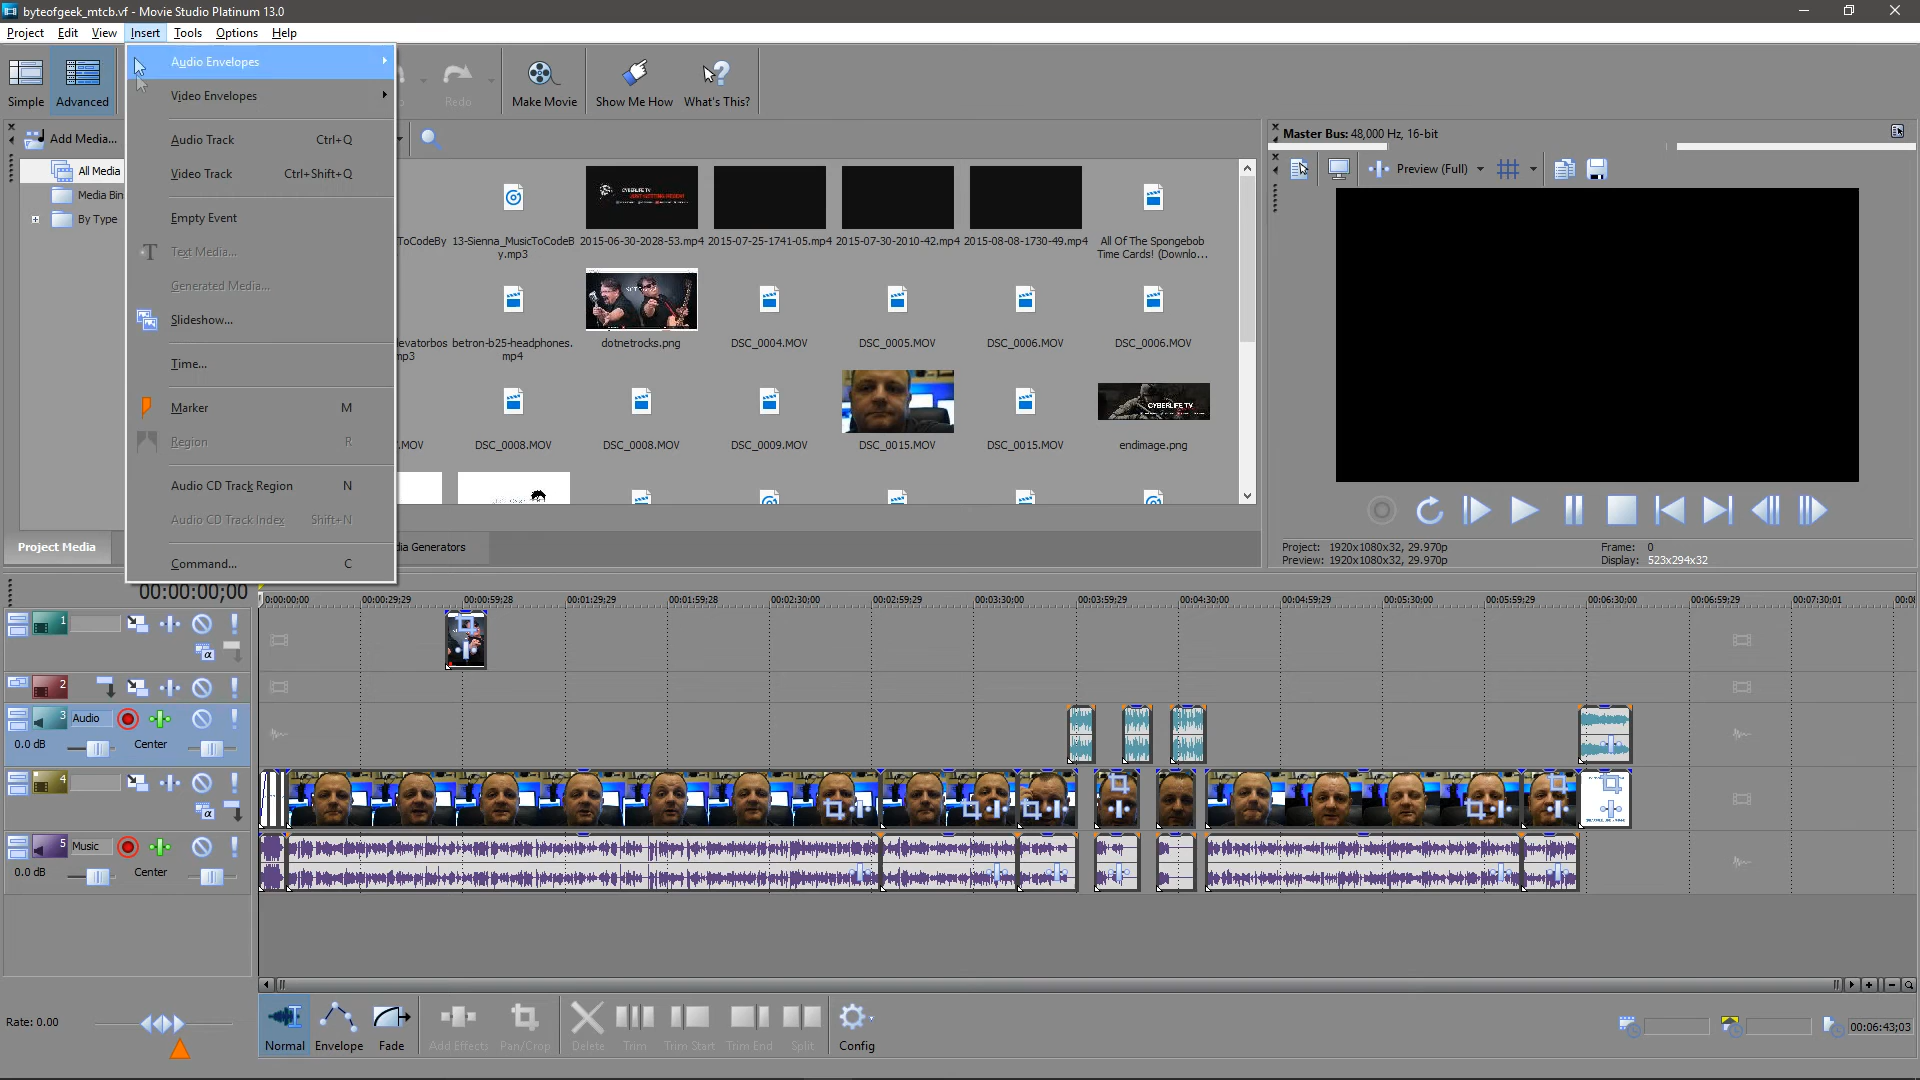 byteofgeek_mtcb.vf - Movie Studio Platinum 13.0
Project Edit View Insert Tools Options Help
Simple Advanced
Redo Make Movie Show Me How What's This?
Audio Envelopes
Video Envelopes
Audio Track Ctrl+Q
Video Track Ctrl+Shift+Q
Empty Event
Text Media...
Generated Media...
Slideshow...
Time...
Marker M
Region R
Audio CD Track Region N
Audio CD Track Index Shift+N
Command... C
Add Media...
All Media
Media Bin
By Type
Project Media
ia Generators
CYBERLIFE TV
ToCodeBy 13-Sienna_MusicToCodeB y.mp3 2015-06-30-2028-53.mp4 2015-07-25-1741-05.mp4 2015-07-30-2010-42.mp4 2015-08-08-1730-49.mp4 All Of The Spongebob Time Cards! (Downlo...
levatorbos mp3 betron-b25-headphones. mp4 dotnetrocks.png DSC_0004.MOV DSC_0005.MOV DSC_0006.MOV DSC_0006.MOV
CYBERLIFE TV
.MOV DSC_0008.MOV DSC_0008.MOV DSC_0009.MOV DSC_0015.MOV DSC_0015.MOV endimage.png
Master Bus: 48,000 Hz, 16-bit
Preview (Full)
Project: 1920x1080x32, 29.970p Frame: 0
Preview: 1920x1080x32, 29.970p Display: 523x294x32
00:00:00;00
0:00:00;00 00:00:29;29 00:00:59;28 00:01:29;29 00:01:59;28 00:02:30;00 00:02:59;29 00:03:30;00 00:03:59;29 00:04:30;00 00:04:59;29 00:05:30;00 00:05:59;29 00:06:30;00 00:06:59;29 00:07:30;01 00:0
1
2
3 Audio
0.0 dB Center
4
5 Music
0.0 dB Center
Rate: 0.00
Normal Envelope Fade Add Effects Pan/Crop Delete Trim Trim Start Trim End Split Config
00:06:43;03